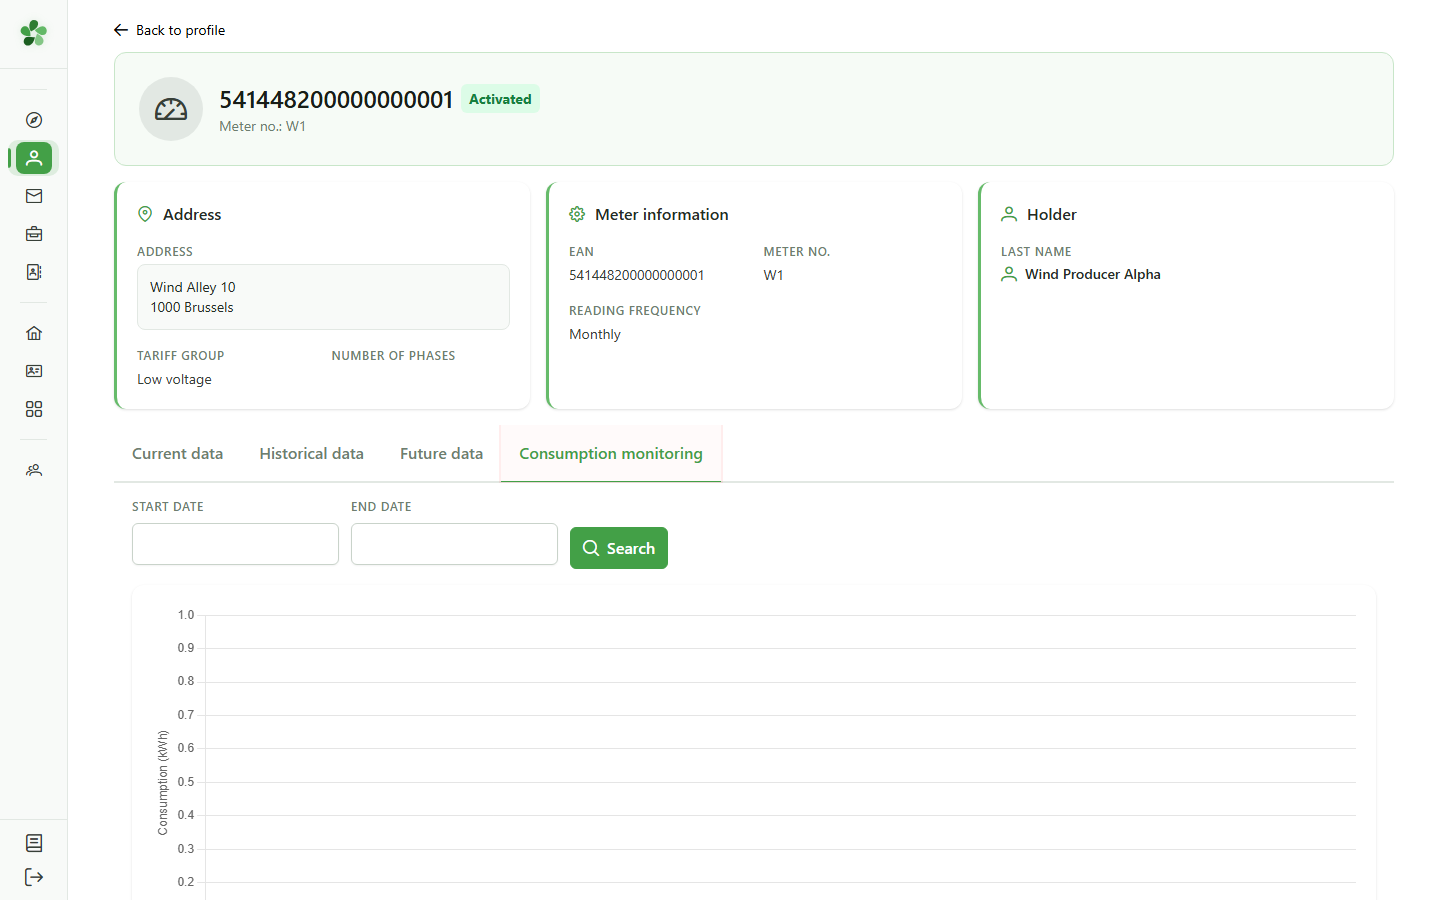 Back to profile
541448200000000001 Activated
Meter no.: W1
Address
ADDRESS
Wind Alley 10
1000 Brussels
TARIFF GROUP
NUMBER OF PHASES
Low voltage
Meter information
EAN
METER NO.
541448200000000001
W1
READING FREQUENCY
Monthly
Holder
LAST NAME
Wind Producer Alpha
Current data
Historical data
Future data
Consumption monitoring
START DATE
END DATE
Search
1.0
0.9
0.8
0.7
0.6
0.5
0.4
0.3
0.2
Consumption (kWh)